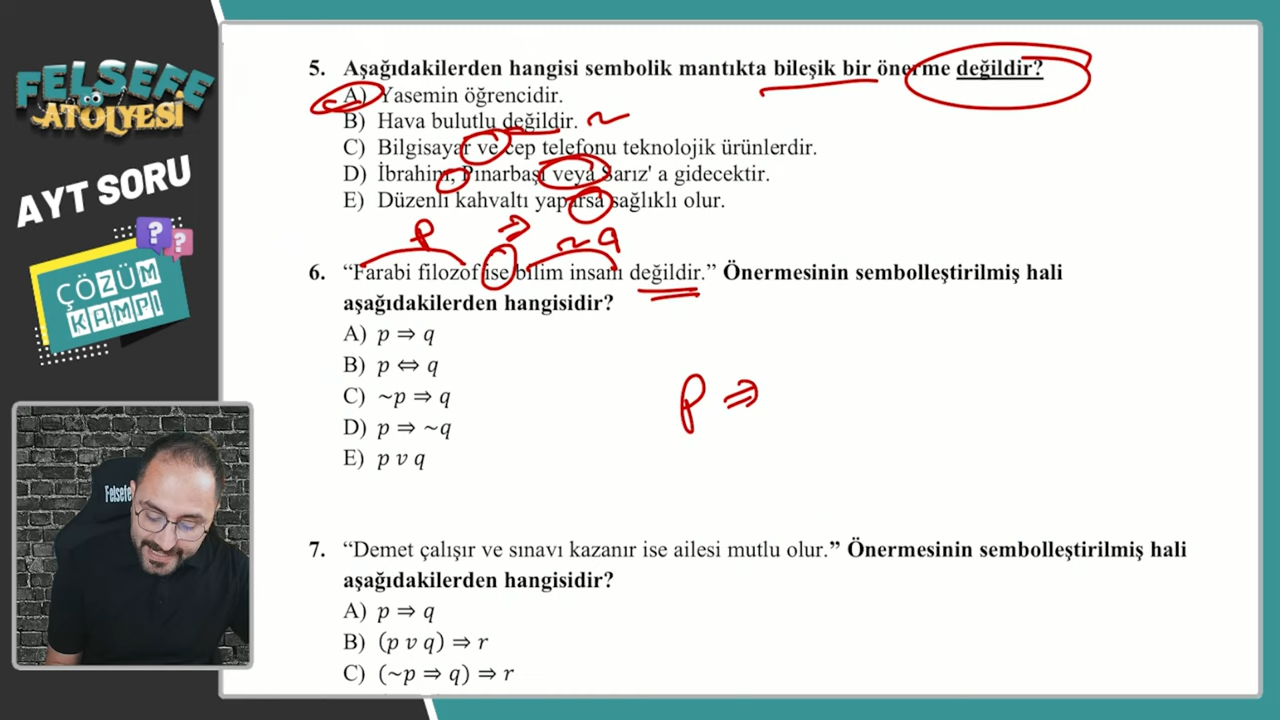 FELSEFE
ATÖLYESİ
AYT SORU
ÇÖZÜM
KAMPI
Felsefe
5. Aşağıdakilerden hangisi sembolik mantıkta bileşik bir önerme değildir?
A) Yasemin öğrencidir.
B) Hava bulutlu değildir. ~
C) Bilgisayar ve cep telefonu teknolojik ürünlerdir.
D) İbrahim, Pınarbaşı veya Sarız' a gidecektir.
E) Düzenli kahvaltı yaparsa sağlıklı olur.
p ⇒ ~q
6. “Farabi filozof ise bilim insanı değildir.” Önermesinin sembolleştirilmiş hali
aşağıdakilerden hangisidir?
A) p ⇒ q
B) p ⇔ q
C) ~p ⇒ q
D) p ⇒ ~q
E) p v q
p ⇒
7. “Demet çalışır ve sınavı kazanır ise ailesi mutlu olur.” Önermesinin sembolleştirilmiş hali
aşağıdakilerden hangisidir?
A) p ⇒ q
B) (p v q) ⇒ r
C) (~p ⇒ q) ⇒ r